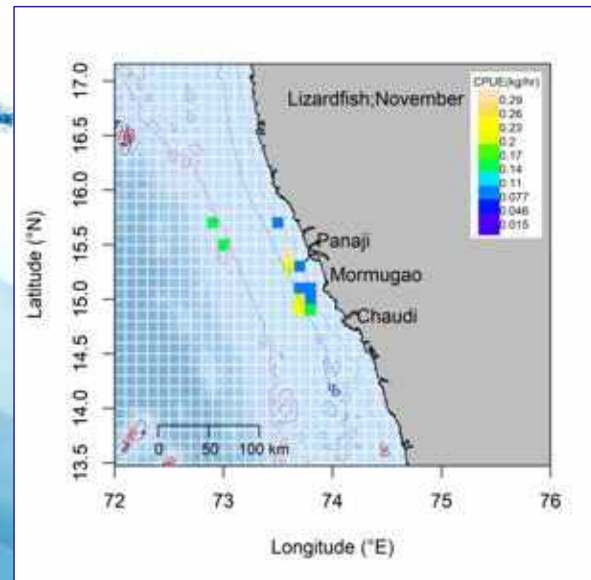 Lizardfish;November
CPUE(kg/hr)
0.29
0.26
0.23
0.2
0.17
0.14
0.11
0.077
0.046
0.015
Panaji
Mormugao
Chaudi
Latitude (°N)
17.0
16.5
16.0
15.5
15.0
14.5
14.0
13.5
0 50 100 km
72 73 74 75 76
Longitude (°E)